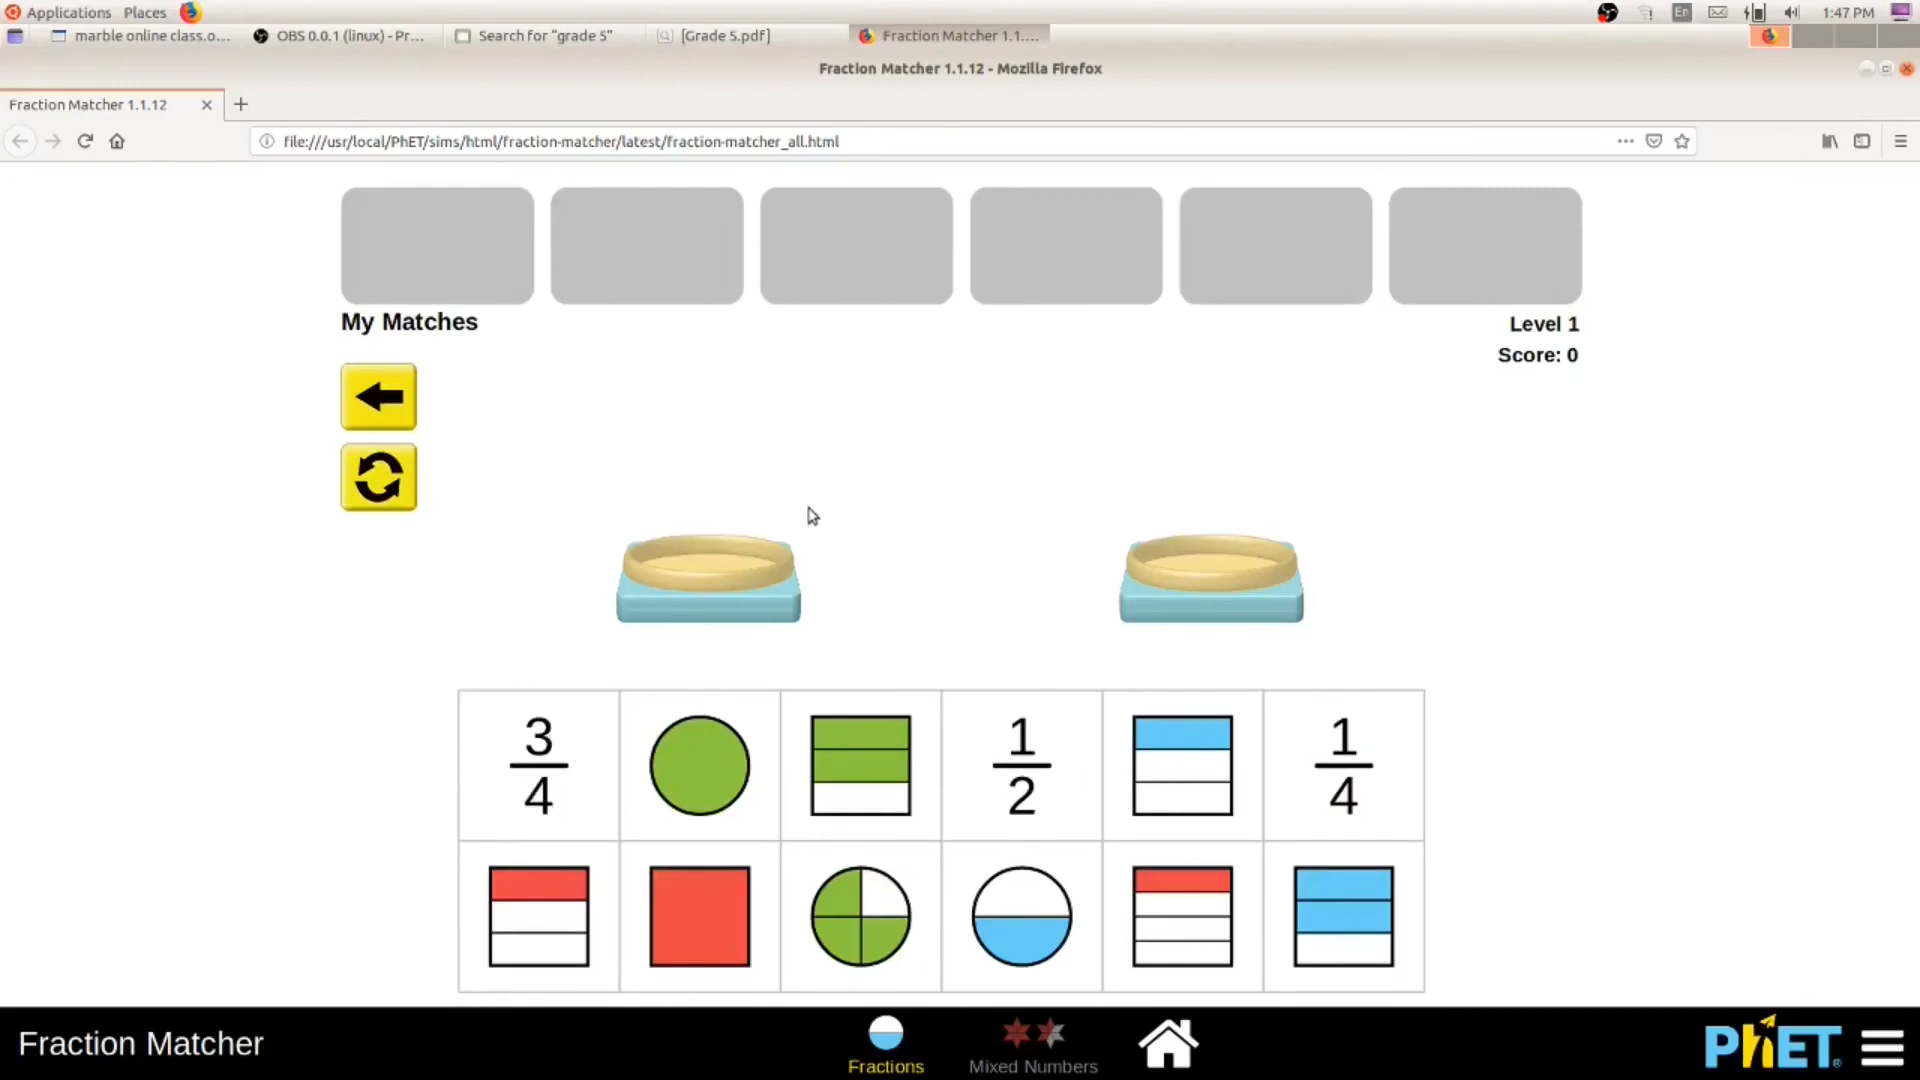 Applications Places En 1:47 PM
marble online class.o... OBS 0.0.1 (linux) - Pr... Search for "grade 5" [Grade 5.pdf] Fraction Matcher 1.1....
Fraction Matcher 1.1.12 - Mozilla Firefox
Fraction Matcher 1.1.12
file:///usr/local/PhET/sims/html/fraction-matcher/latest/fraction-matcher_all.html
My Matches
Level 1
Score: 0
3 1 1
4 2 4
Fraction Matcher
Fractions
Mixed Numbers
PhET